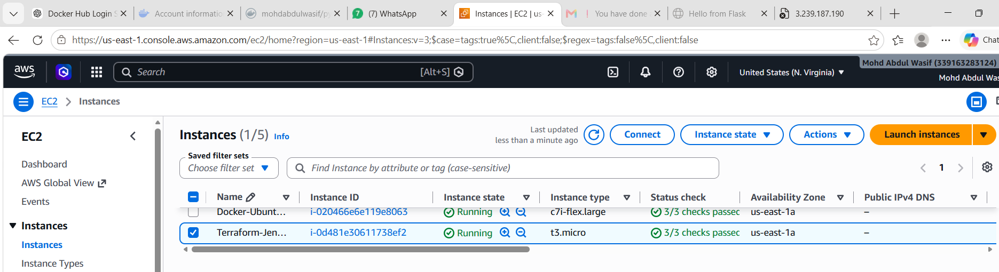 Docker Hub Login S
Account informatio
mohdabdulwasif/py
7
(7) WhatsApp
Instances | EC2 | us-
You have done a
Hello from Flask
3.239.187.190
https://us-east-1.console.aws.amazon.com/ec2/home?region=us-east-1#Instances:v=3;$case=tags:true%5C,client:false;$regex=tags:false%5C,client:false
Chat
aws
Search
[Alt+S]
United States (N. Virginia)
Mohd Abdul Wasif (339163283124)
Mohd Abdul Was
EC2
Instances
EC2
Dashboard
AWS Global View
Events
Instances
Instances
Instance Types
Instances (1/5) Info
Last updated
less than a minute ago
Connect
Instance state
Actions
Launch instances
Saved filter sets
Choose filter set
Find Instance by attribute or tag (case-sensitive)
1
Name Instance ID Instance state Instance type Status check Availability Zone Public IPv4 DNS
Docker-Ubunt... i-020466e6e119e8063 Running c7i-flex.large 3/3 checks passec us-east-1a –
Terraform-Jen... i-0d481e30611738ef2 Running t3.micro 3/3 checks passec us-east-1a –